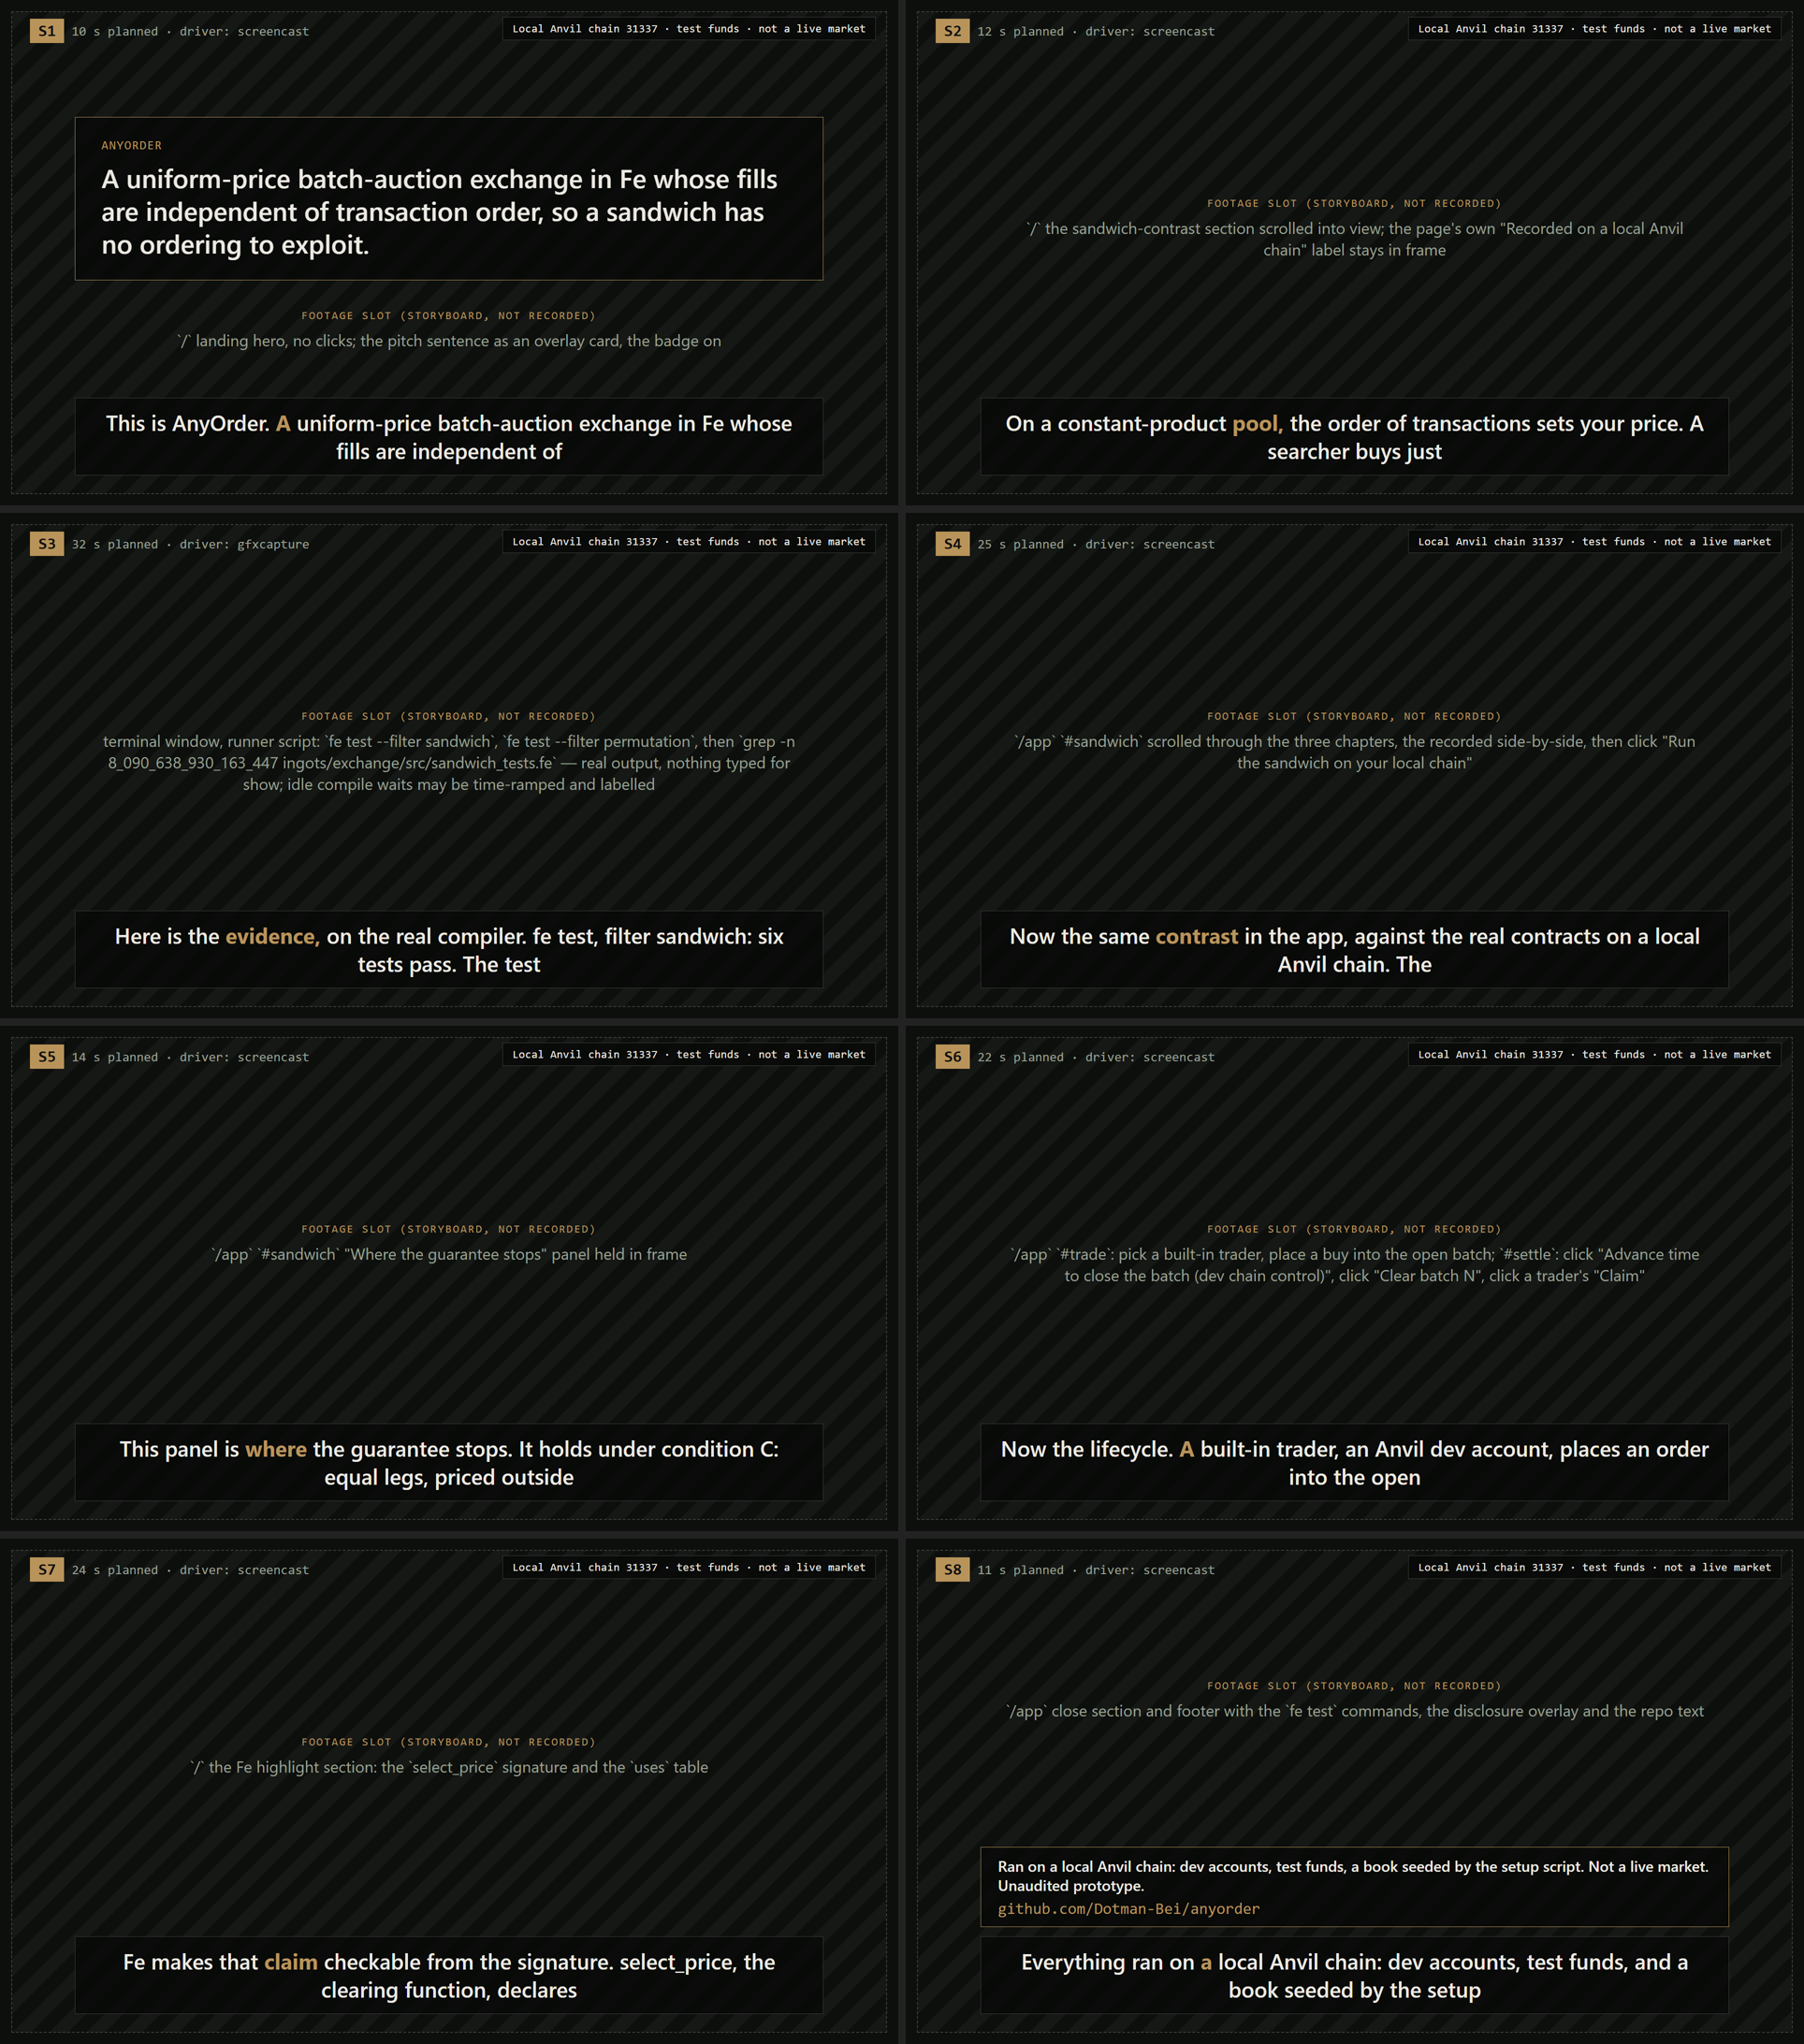 S1 10 s planned · driver: screencast
Local Anvil chain 31337 · test funds · not a live market
ANYORDER
A uniform-price batch-auction exchange in Fe whose fills
are independent of transaction order, so a sandwich has
no ordering to exploit.
FOOTAGE SLOT (STORYBOARD, NOT RECORDED)
`/` landing hero, no clicks; the pitch sentence as an overlay card, the badge on
This is AnyOrder. A uniform-price batch-auction exchange in Fe whose
fills are independent of
S2 12 s planned · driver: screencast
Local Anvil chain 31337 · test funds · not a live market
FOOTAGE SLOT (STORYBOARD, NOT RECORDED)
`/` the sandwich-contrast section scrolled into view; the page's own "Recorded on a local Anvil
chain" label stays in frame
On a constant-product pool, the order of transactions sets your price. A
searcher buys just
S3 32 s planned · driver: gfxcapture
Local Anvil chain 31337 · test funds · not a live market
FOOTAGE SLOT (STORYBOARD, NOT RECORDED)
terminal window, runner script: `fe test --filter sandwich`, `fe test --filter permutation`, then `grep -n
8_090_638_930_163_447 ingots/exchange/src/sandwich_tests.fe` — real output, nothing typed for
show; idle compile waits may be time-ramped and labelled
Here is the evidence, on the real compiler. fe test, filter sandwich: six
tests pass. The test
S4 25 s planned · driver: screencast
Local Anvil chain 31337 · test funds · not a live market
FOOTAGE SLOT (STORYBOARD, NOT RECORDED)
`/app` `#sandwich` scrolled through the three chapters, the recorded side-by-side, then click "Run
the sandwich on your local chain"
Now the same contrast in the app, against the real contracts on a local
Anvil chain. The
S5 14 s planned · driver: screencast
Local Anvil chain 31337 · test funds · not a live market
FOOTAGE SLOT (STORYBOARD, NOT RECORDED)
`/app` `#sandwich` "Where the guarantee stops" panel held in frame
This panel is where the guarantee stops. It holds under condition C:
equal legs, priced outside
S6 22 s planned · driver: screencast
Local Anvil chain 31337 · test funds · not a live market
FOOTAGE SLOT (STORYBOARD, NOT RECORDED)
`/app` `#trade`: pick a built-in trader, place a buy into the open batch; `#settle`: click "Advance time
to close the batch (dev chain control)", click "Clear batch N", click a trader's "Claim"
Now the lifecycle. A built-in trader, an Anvil dev account, places an order
into the open
S7 24 s planned · driver: screencast
Local Anvil chain 31337 · test funds · not a live market
FOOTAGE SLOT (STORYBOARD, NOT RECORDED)
`/` the Fe highlight section: the `select_price` signature and the `uses` table
Fe makes that claim checkable from the signature. select_price, the
clearing function, declares
S8 11 s planned · driver: screencast
Local Anvil chain 31337 · test funds · not a live market
FOOTAGE SLOT (STORYBOARD, NOT RECORDED)
`/app` close section and footer with the `fe test` commands, the disclosure overlay and the repo text
Ran on a local Anvil chain: dev accounts, test funds, a book seeded by the setup script. Not a live market.
Unaudited prototype.
github.com/Dotman-Bei/anyorder
Everything ran on a local Anvil chain: dev accounts, test funds, and a
book seeded by the setup